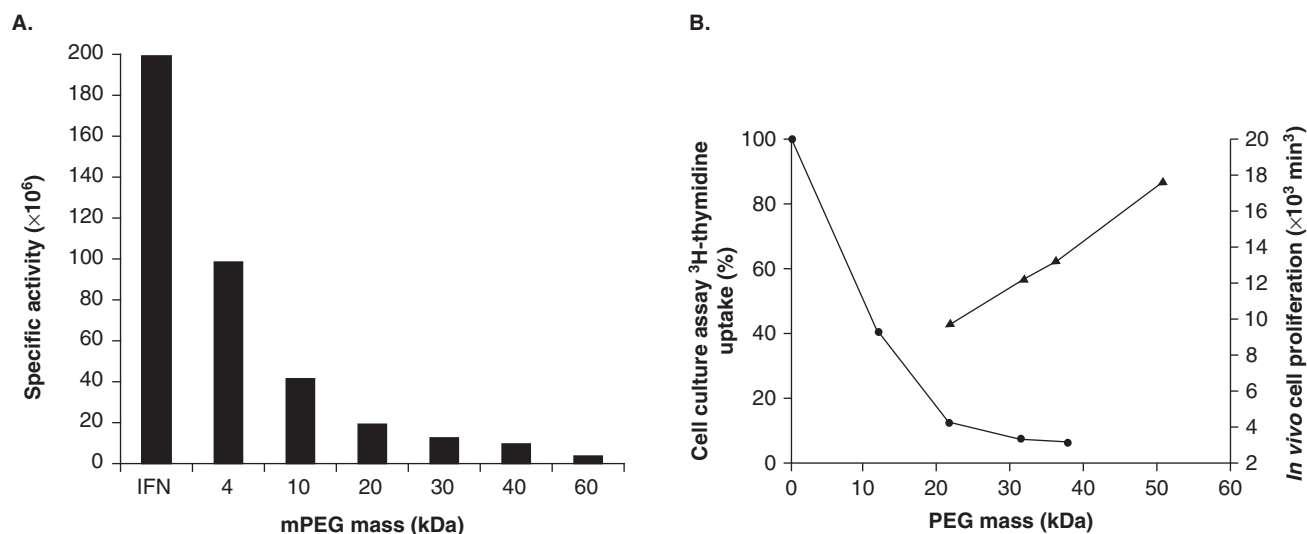 A.
200
180
160
140
120
100
80
60
40
20
0
Specific activity (×10⁶)
IFN 4 10 20 30 40 60
mPEG mass (kDa)
B.
100
80
60
40
20
0
Cell culture assay ³H-thymidine
uptake (%)
20
18
16
14
12
10
8
6
4
2
In vivo cell proliferation (×10³ min³)
0 10 20 30 40 50 60
PEG mass (kDa)